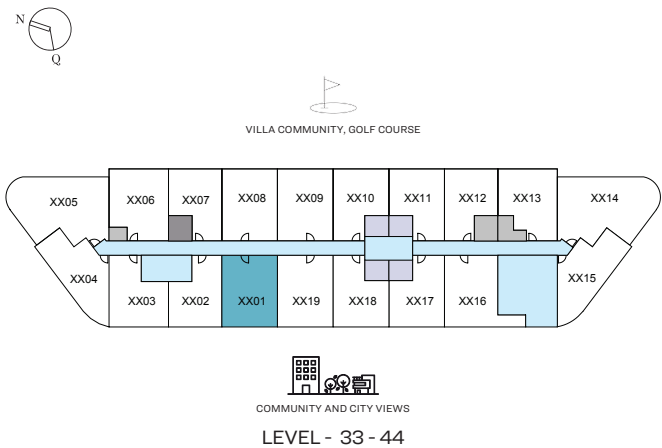 N
Q
VILLA COMMUNITY, GOLF COURSE
XX05 XX06 XX07 XX08 XX09 XX10 XX11 XX12 XX13 XX14
XX04 XX03 XX02 XX01 XX19 XX18 XX17 XX16 XX15
COMMUNITY AND CITY VIEWS
LEVEL - 33 - 44